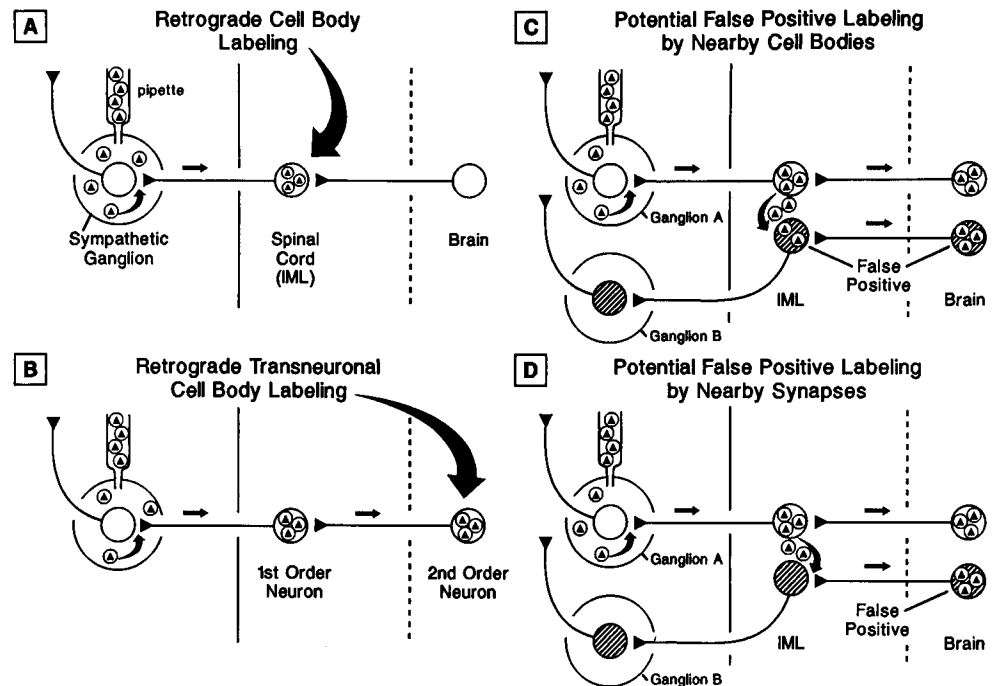 A
Retrograde Cell Body
Labeling
pipette
Sympathetic
Ganglion
Spinal
Cord
(IML)
Brain
B
Retrograde Transneuronal
Cell Body Labeling
1st Order
Neuron
2nd Order
Neuron
C
Potential False Positive Labeling
by Nearby Cell Bodies
Ganglion A
False
Positive
IML
Brain
Ganglion B
D
Potential False Positive Labeling
by Nearby Synapses
Ganglion A
False
Positive
IML
Brain
Ganglion B